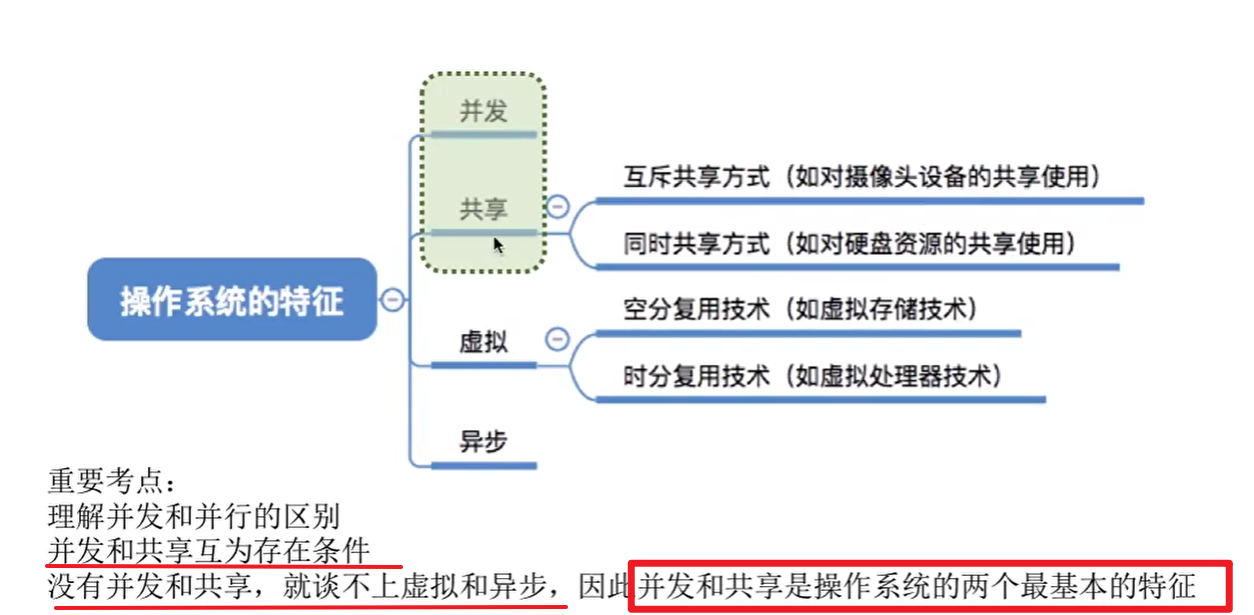 并发
共享
互斥共享方式（如对摄像头设备的共享使用）
同时共享方式（如对硬盘资源的共享使用）
操作系统的特征
虚拟
空分复用技术（如虚拟存储技术）
时分复用技术（如虚拟处理器技术）
异步
重要考点：
理解并发和并行的区别
并发和共享互为存在条件
没有并发和共享，就谈不上虚拟和异步，因此并发和共享是操作系统的两个最基本的特征